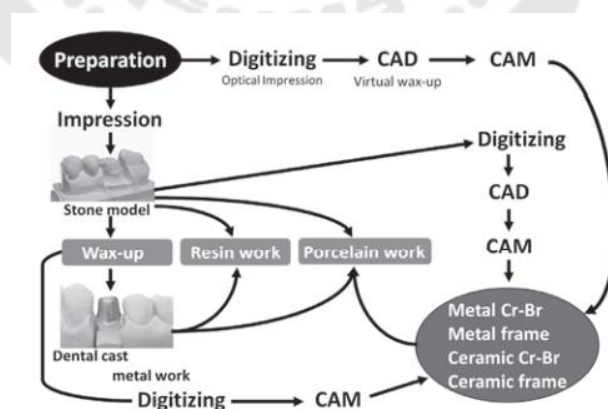 Preparation
Digitizing
Optical Impression
CAD
Virtual wax-up
CAM
Impression
Stone model
Digitizing
CAD
CAM
Wax-up
Resin work
Porcelain work
Dental cast
metal work
Digitizing
CAM
Metal Cr-Br
Metal frame
Ceramic Cr-Br
Ceramic frame